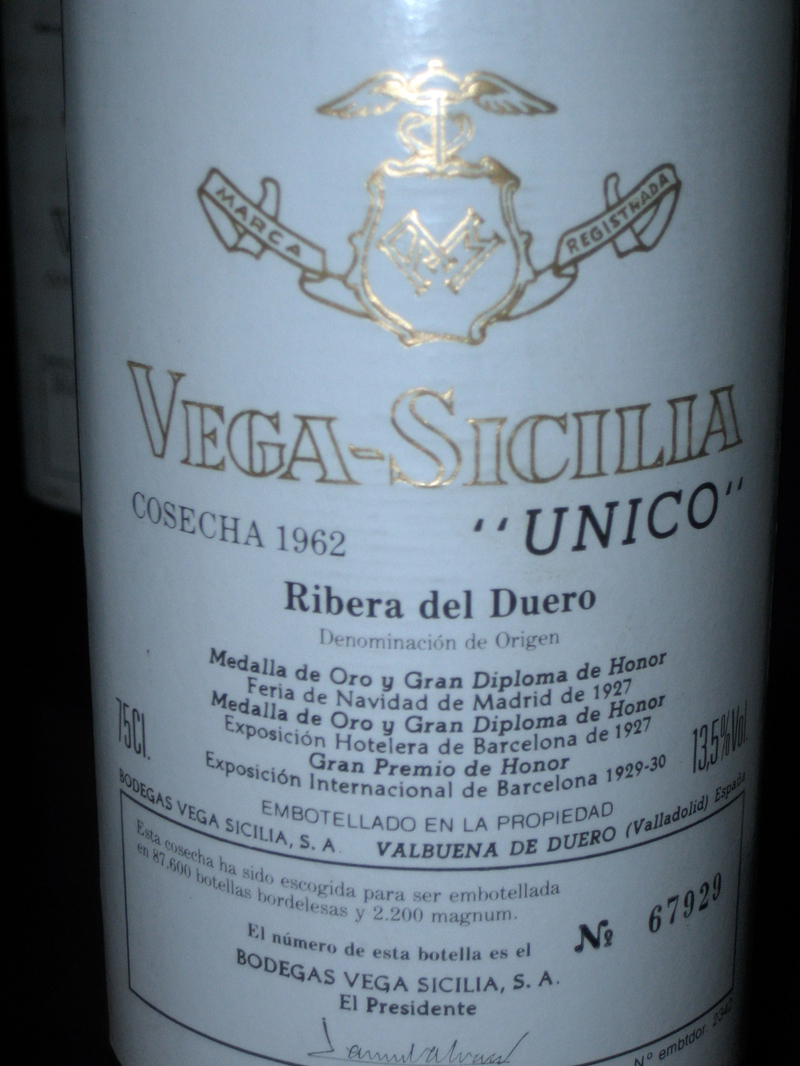 MARCA
REGISTRADA
VEGA-SICILIA
COSECHA 1962
"UNICO"
Ribera del Duero
Denominación de Origen
Medalla de Oro y Gran Diploma de Honor
Feria de Navidad de Madrid de 1927
Medalla de Oro y Gran Diploma de Honor
Exposición Hotelera de Barcelona de 1927
Gran Premio de Honor
Exposición Internacional de Barcelona 1929-30
75Cl.
13,5%Vol.
EMBOTELLADO EN LA PROPIEDAD
BODEGAS VEGA SICILIA, S. A. VALBUENA DE DUERO (Valladolid) España
Esta cosecha ha sido escogida para ser embotellada
en 87.600 botellas bordelesas y 2.200 magnum.
El número de esta botella es el
Nº 67929
BODEGAS VEGA SICILIA, S. A.
El Presidente
Nº embtdor. 2342